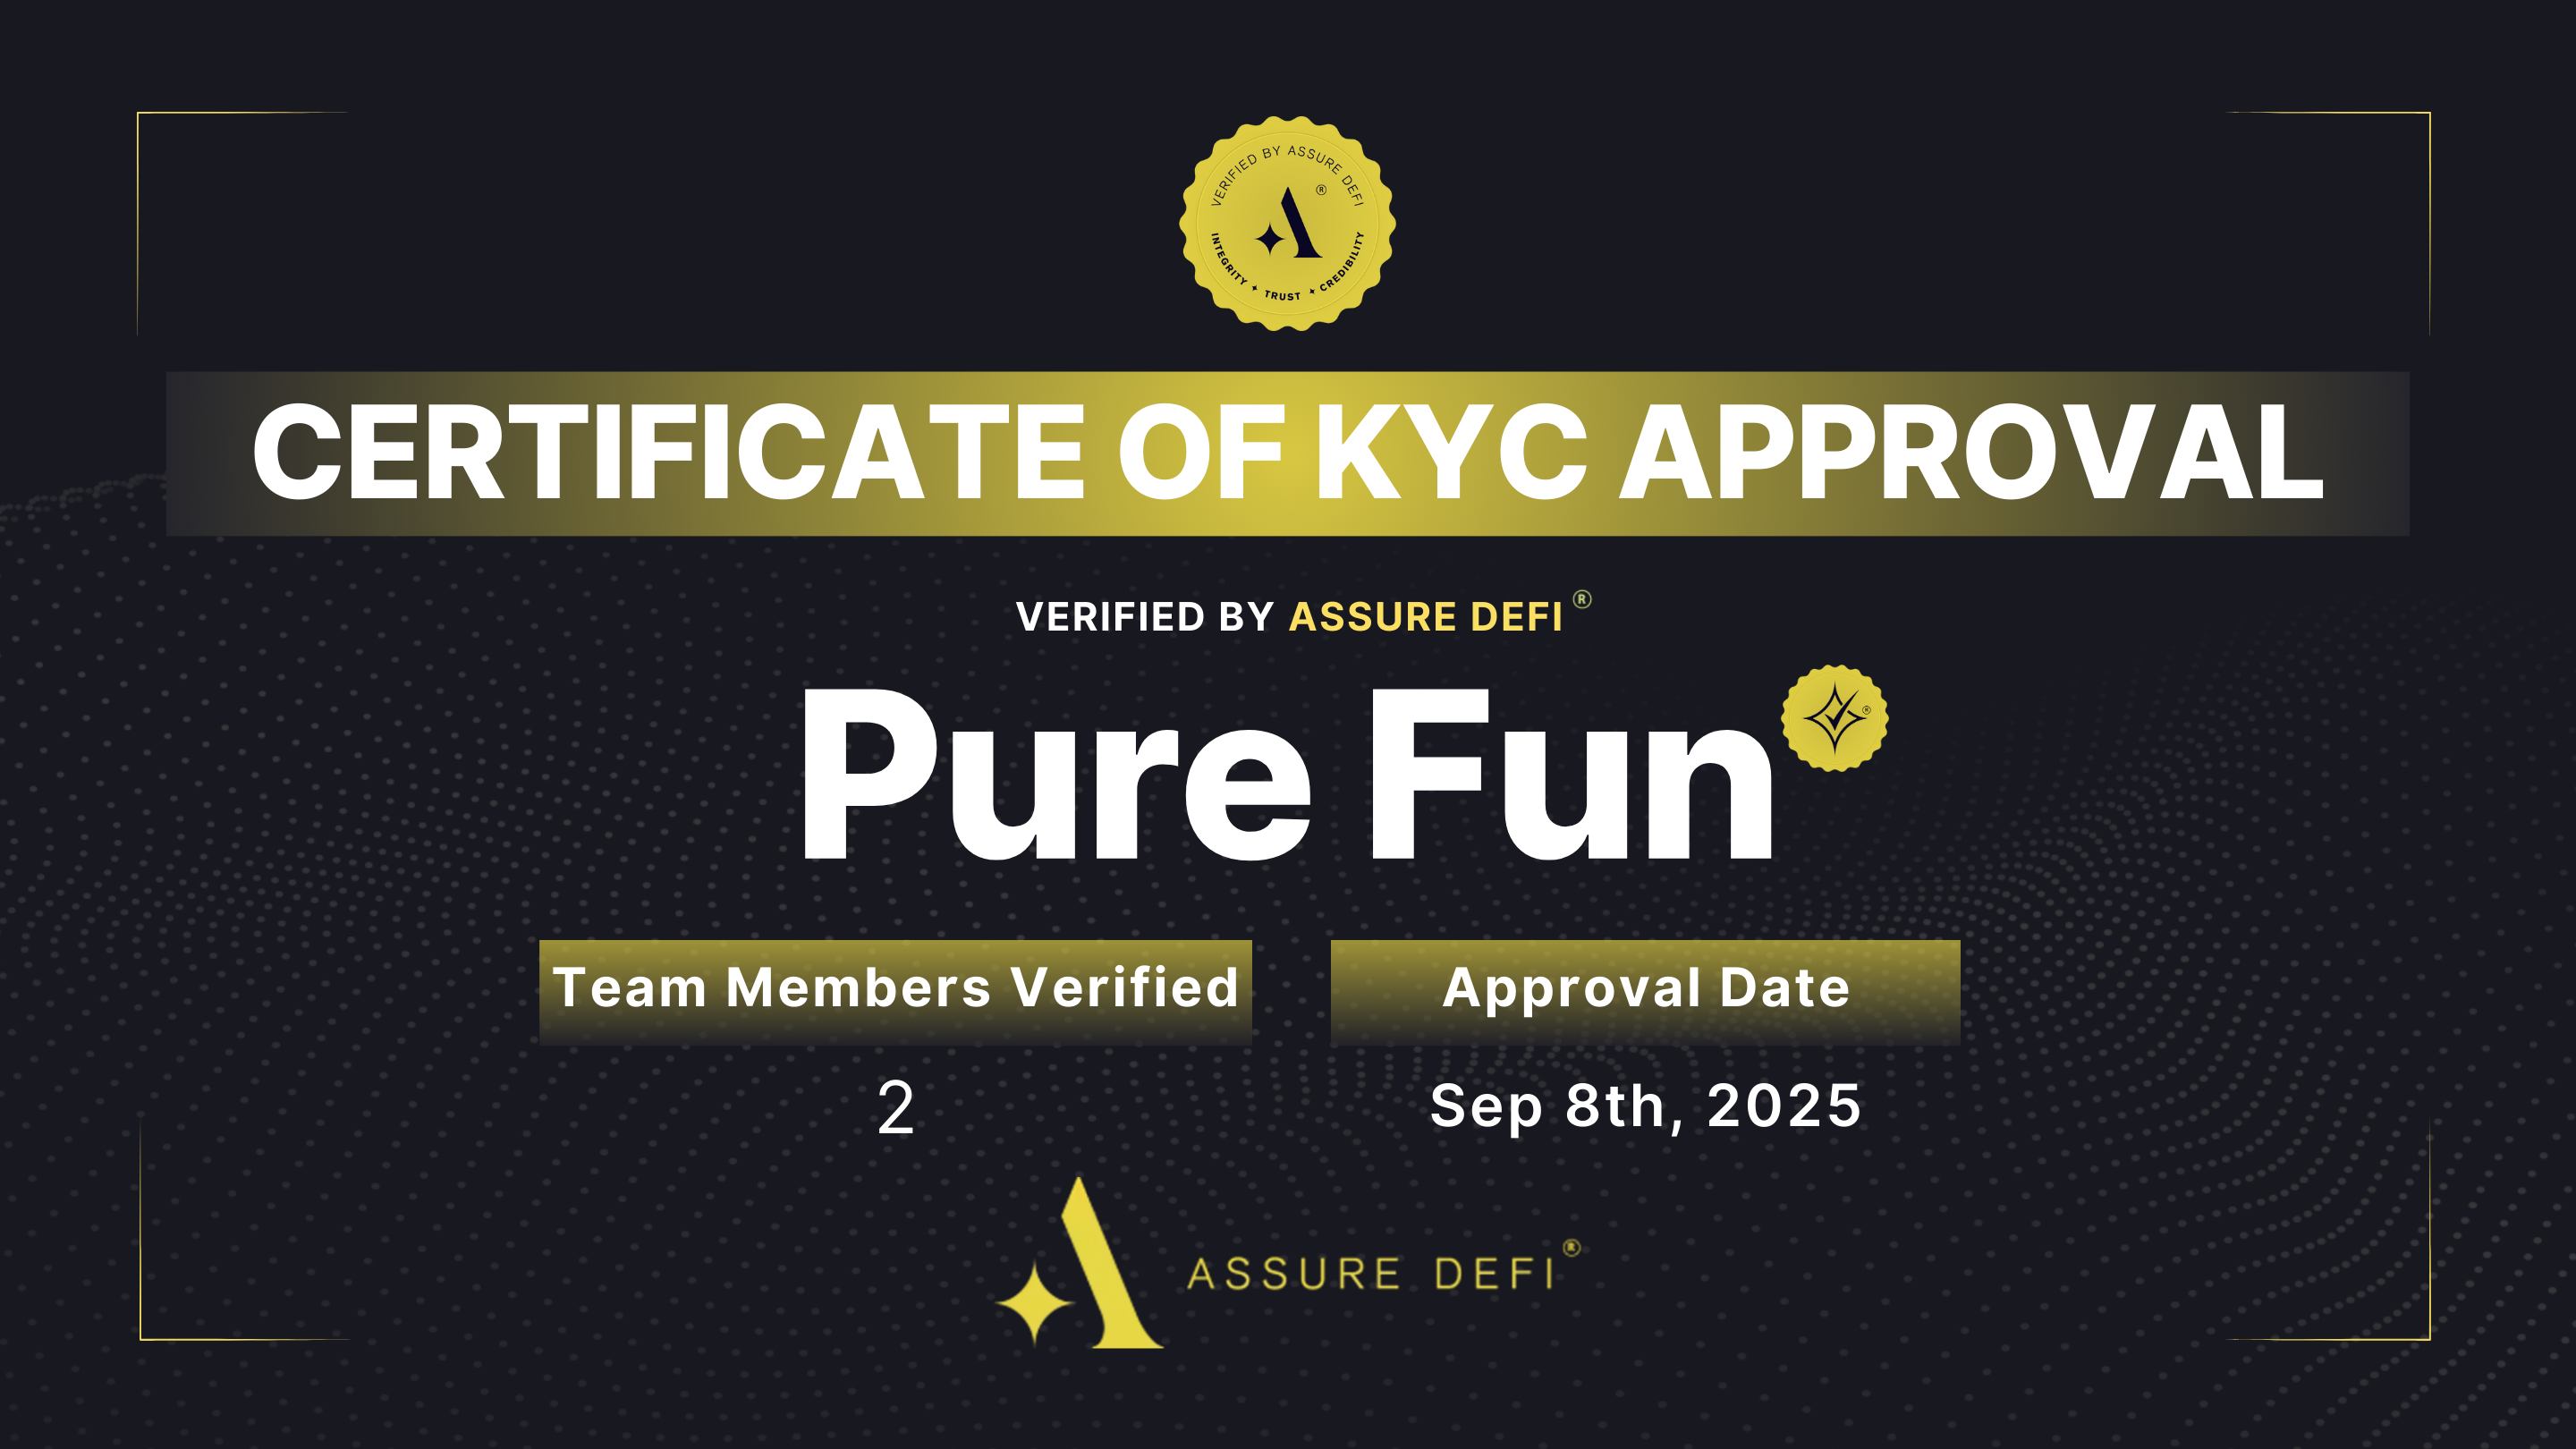 VERIFIED BY ASSURE DEFI
®
INTEGRITY ✦ TRUST ✦ CREDIBILITY
CERTIFICATE OF KYC APPROVAL
VERIFIED BY ASSURE DEFI ®
Pure Fun
®
Team Members Verified
Approval Date
2
Sep 8th, 2025
ASSURE DEFI ®